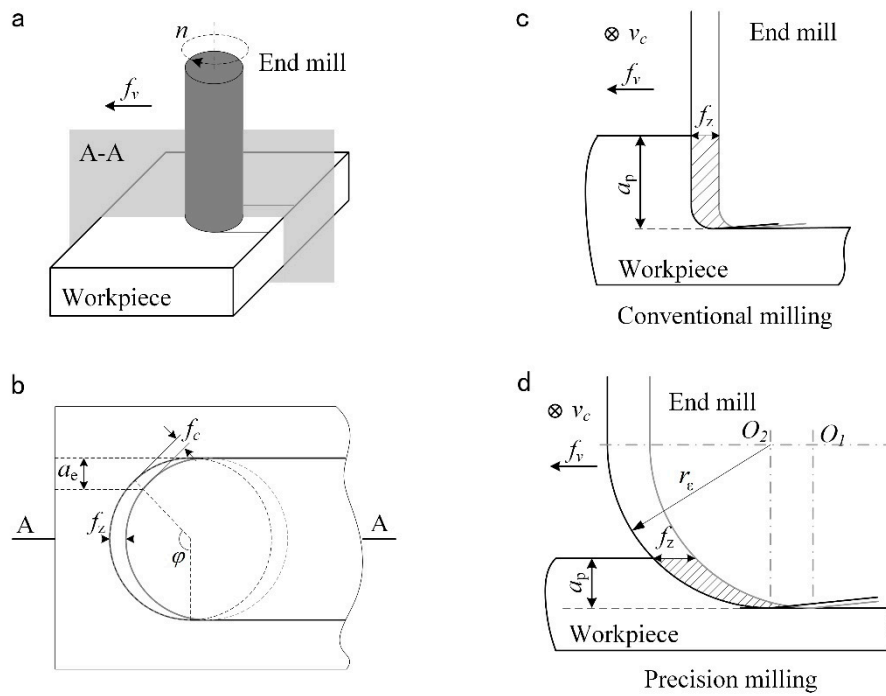 a
n
End mill
f_v
A-A
Workpiece
b
f_c
a_e
A
A
f_z
φ
c
⊗ v_c
End mill
f_v
f_z
a_p
Workpiece
Conventional milling
d
⊗ v_c
End mill
O_2
O_1
f_v
r_ε
f_z
a_p
Workpiece
Precision milling